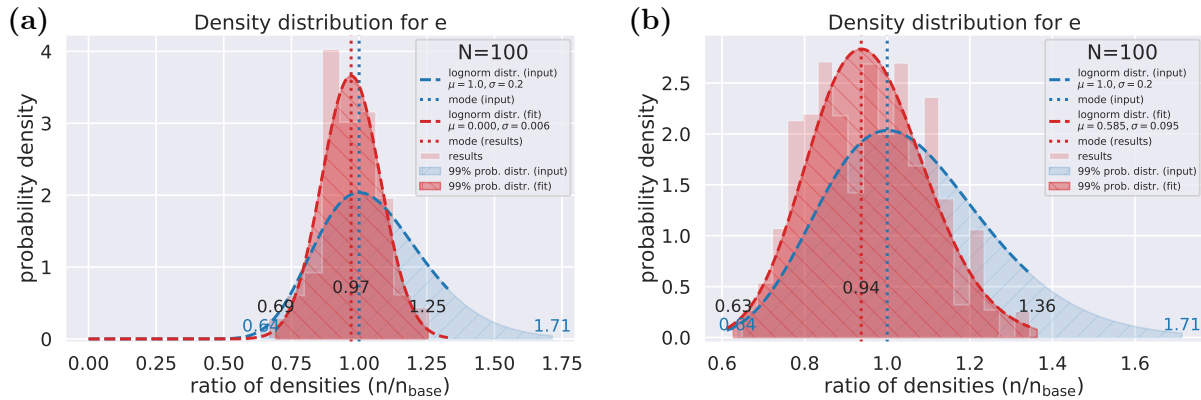 (a)
Density distribution for e
4
3
2
1
0
probability density
N=100
lognorm distr. (input)
μ = 1.0, σ = 0.2
mode (input)
lognorm distr. (fit)
μ = 0.000, σ = 0.006
mode (results)
results
99% prob. distr. (input)
99% prob. distr. (fit)
0.97
0.69
1.25
0.64
1.71
0.00 0.25 0.50 0.75 1.00 1.25 1.50 1.75
ratio of densities (n/n_base)
(b)
Density distribution for e
2.5
2.0
1.5
1.0
0.5
0.0
probability density
N=100
lognorm distr. (input)
μ = 1.0, σ = 0.2
mode (input)
lognorm distr. (fit)
μ = 0.585, σ = 0.095
mode (results)
results
99% prob. distr. (input)
99% prob. distr. (fit)
0.94
0.63
1.36
0.64
1.71
0.6 0.8 1.0 1.2 1.4 1.6
ratio of densities (n/n_base)